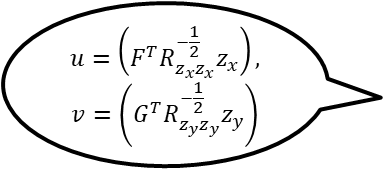 u = (F^T R_{z_x z_x}^{-1/2} z_x),
v = (G^T R_{z_y z_y}^{-1/2} z_y)